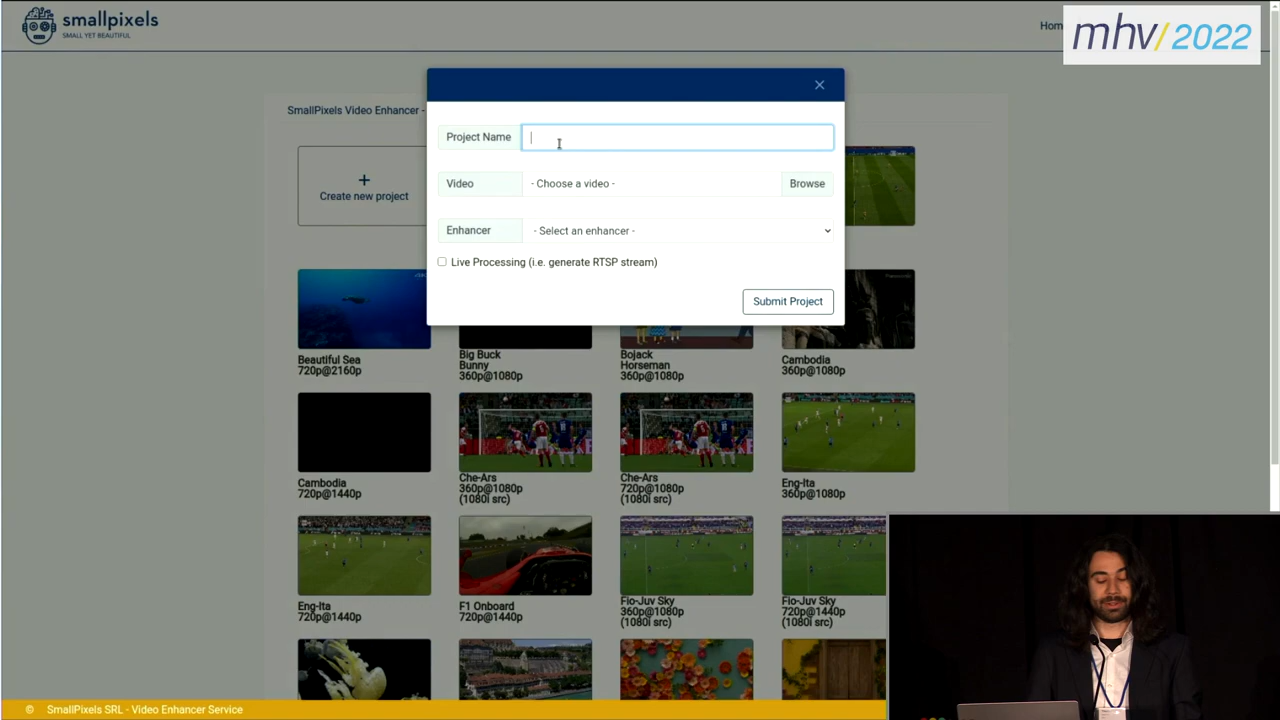 smallpixels
SMALL YET BEAUTIFUL
Hom
mhv/2022
SmallPixels Video Enhancer -
Project Name
Video
- Choose a video -
Browse
Enhancer
- Select an enhancer -
Live Processing (i.e. generate RTSP stream)
Submit Project
+
Create new project
Beautiful Sea
720p@2160p
Big Buck
Bunny
360p@1080p
Bojack
Horseman
360p@1080p
Cambodia
360p@1080p
Cambodia
720p@1440p
Che-Ars
360p@1080p
(1080i src)
Che-Ars
720p@1080p
(1080i src)
Eng-Ita
360p@1080p
Eng-Ita
720p@1440p
F1 Onboard
720p@1440p
Fio-Juv Sky
360p@1080p
(1080i src)
Fio-Juv Sky
720p@1440p
(1080i src)
© SmallPixels SRL - Video Enhancer Service